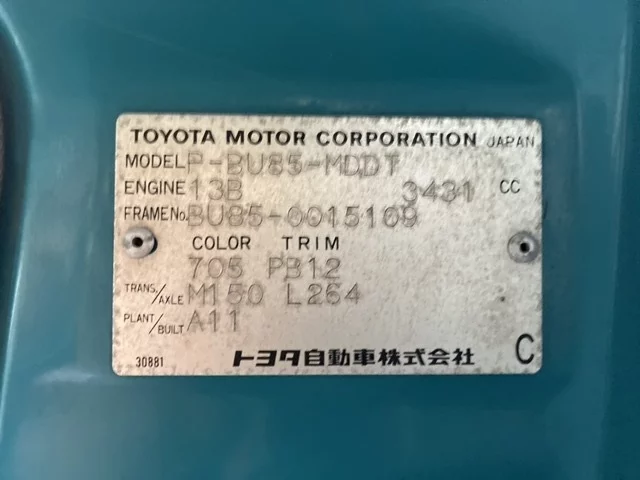 TOYOTA MOTOR CORPORATION JAPAN
MODEL P-BU85-MDDT
ENGINE 13B 3431 CC
FRAME No. BU85-0015109
COLOR TRIM
705 PB12
TRANS./AXLE M150 L264
PLANT/BUILT A11
30881 トヨタ自動車株式会社 C